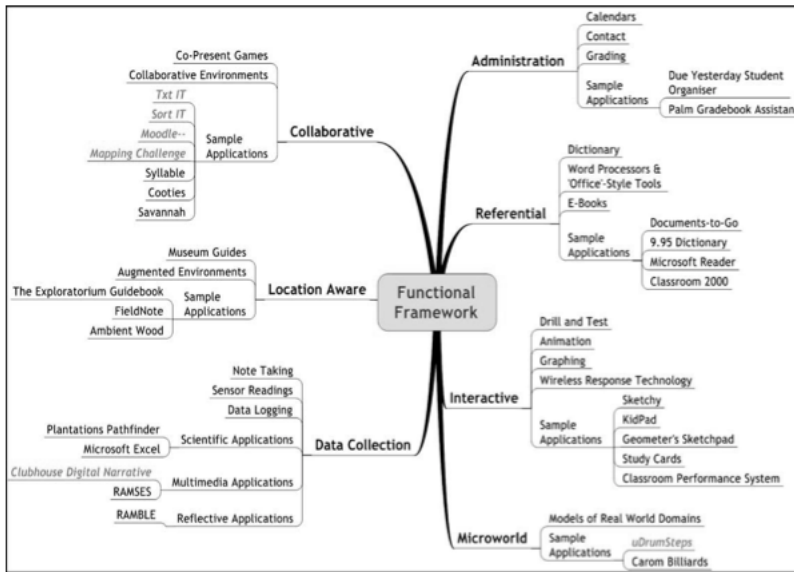 Functional
Framework
Collaborative
Co-Present Games
Collaborative Environments
Sample
Applications
Txt IT
Sort IT
Moodle--
Mapping Challenge
Syllable
Cooties
Savannah
Location Aware
Museum Guides
Augmented Environments
Sample
Applications
The Exploratorium Guidebook
FieldNote
Ambient Wood
Data Collection
Note Taking
Sensor Readings
Data Logging
Scientific Applications
Plantations Pathfinder
Microsoft Excel
Multimedia Applications
Clubhouse Digital Narrative
RAMSES
Reflective Applications
RAMBLE
Administration
Calendars
Contact
Grading
Sample
Applications
Due Yesterday Student
Organiser
Palm Gradebook Assistan
Referential
Dictionary
Word Processors &
'Office'-Style Tools
E-Books
Sample
Applications
Documents-to-Go
9.95 Dictionary
Microsoft Reader
Classroom 2000
Interactive
Drill and Test
Animation
Graphing
Wireless Response Technology
Sample
Applications
Sketchy
KidPad
Geometer's Sketchpad
Study Cards
Classroom Performance System
Microworld
Models of Real World Domains
Sample
Applications
uDrumSteps
Carom Billiards